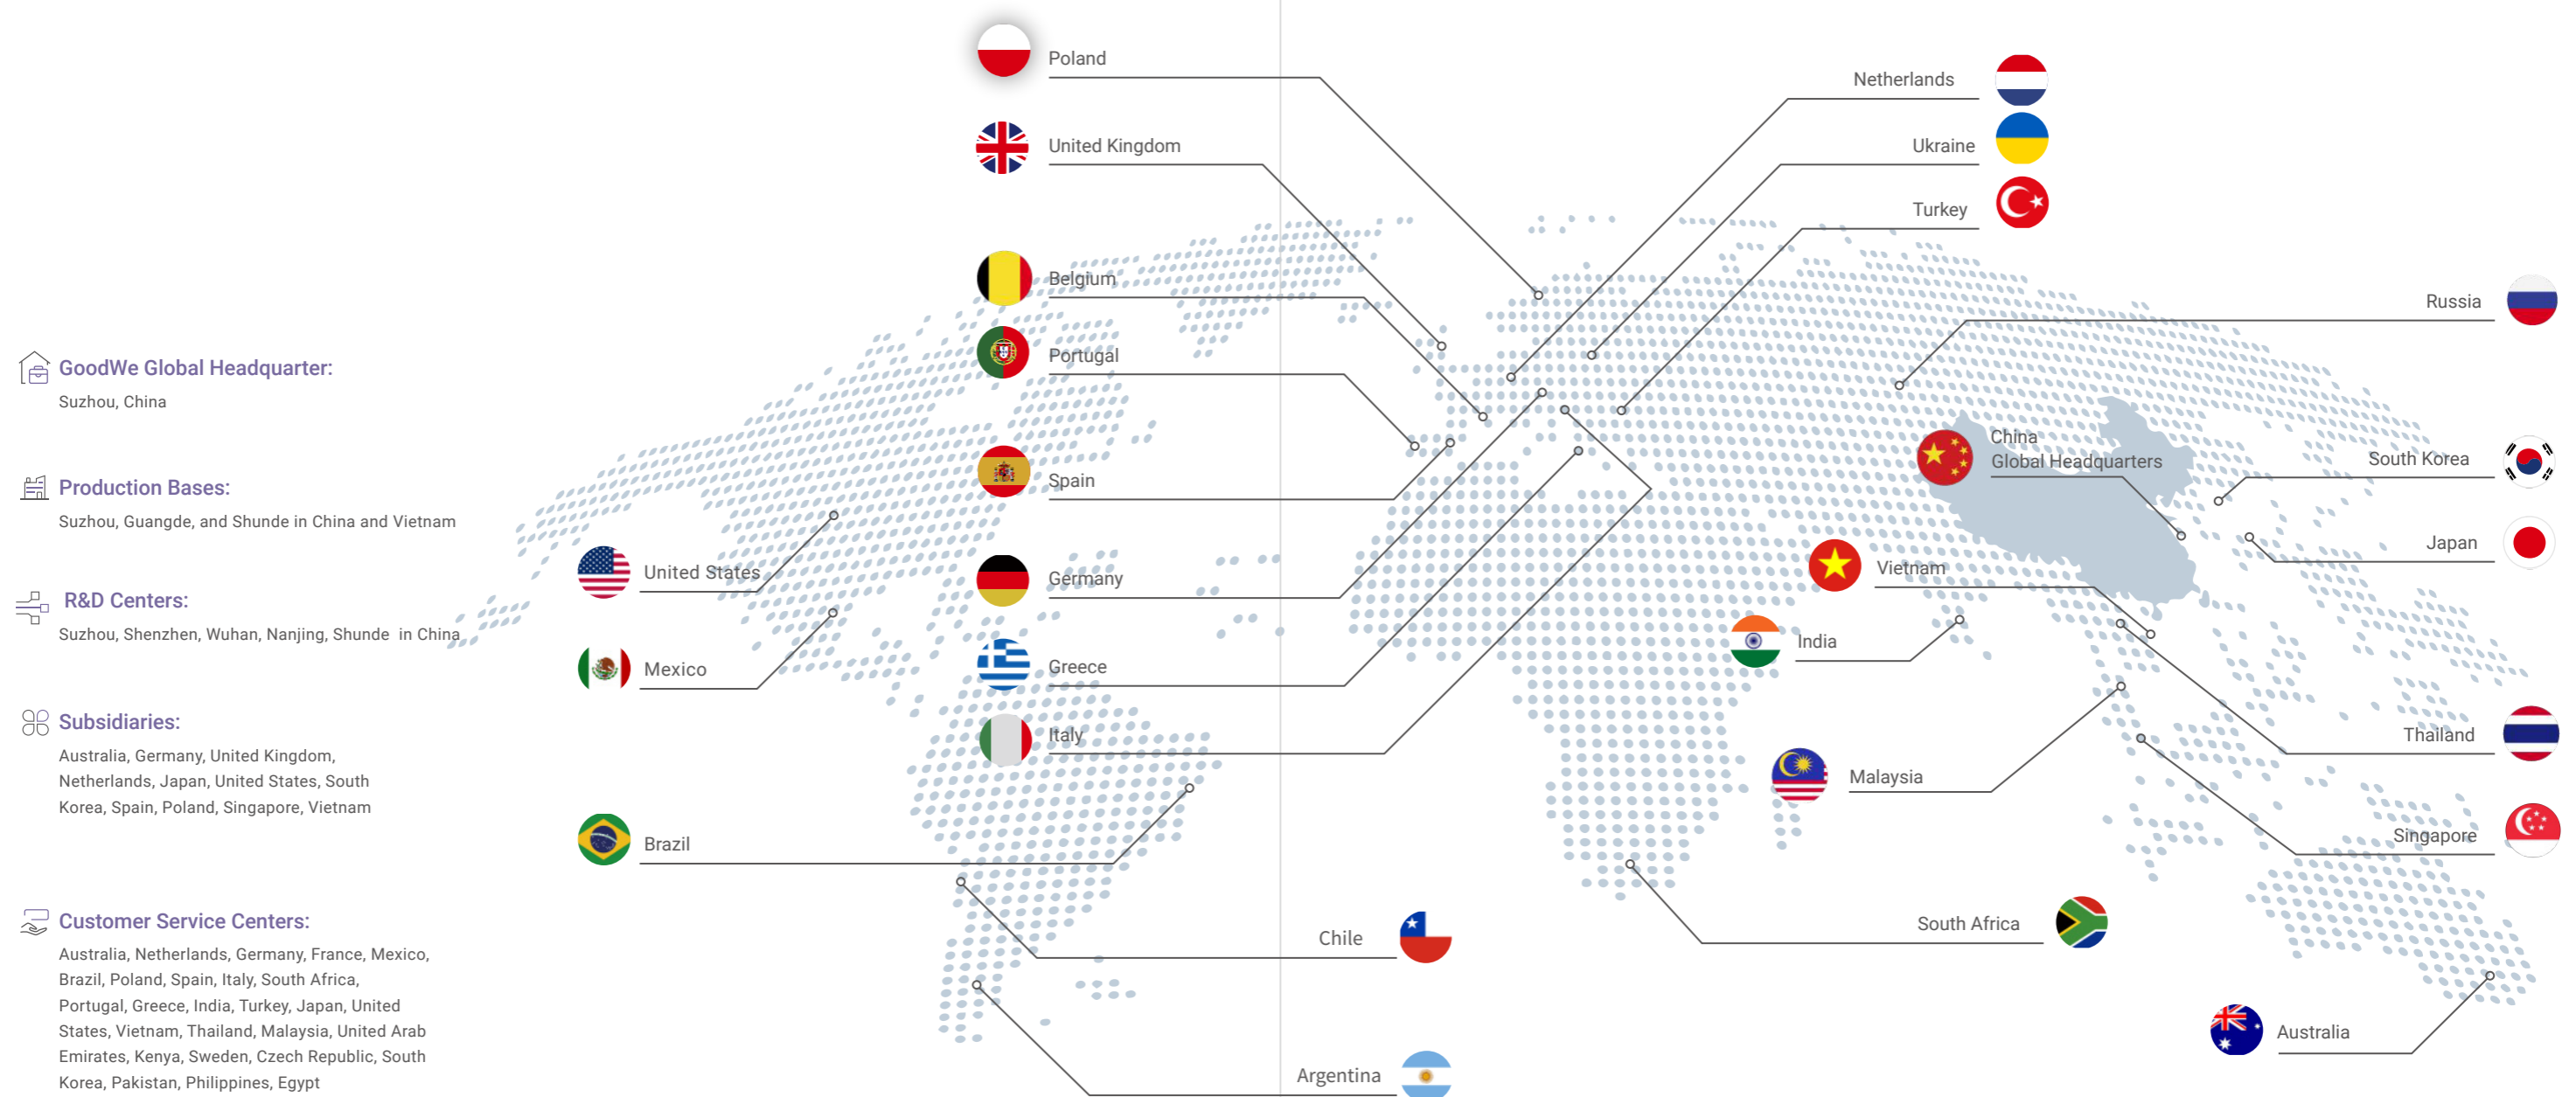 GoodWe Global Headquarter:
Suzhou, China
Production Bases:
Suzhou, Guangde, and Shunde in China and Vietnam
R&D Centers:
Suzhou, Shenzhen, Wuhan, Nanjing, Shunde in China
Subsidiaries:
Australia, Germany, United Kingdom,
Netherlands, Japan, United States, South
Korea, Spain, Poland, Singapore, Vietnam
Customer Service Centers:
Australia, Netherlands, Germany, France, Mexico,
Brazil, Poland, Spain, Italy, South Africa,
Portugal, Greece, India, Turkey, Japan, United
States, Vietnam, Thailand, Malaysia, United Arab
Emirates, Kenya, Sweden, Czech Republic, South
Korea, Pakistan, Philippines, Egypt
United States
Mexico
Brazil
Poland
United Kingdom
Belgium
Portugal
Spain
Germany
Greece
Italy
Chile
Argentina
Netherlands
Ukraine
Turkey
Russia
China
Global Headquarters
South Korea
Japan
Vietnam
India
Malaysia
Thailand
Singapore
South Africa
Australia